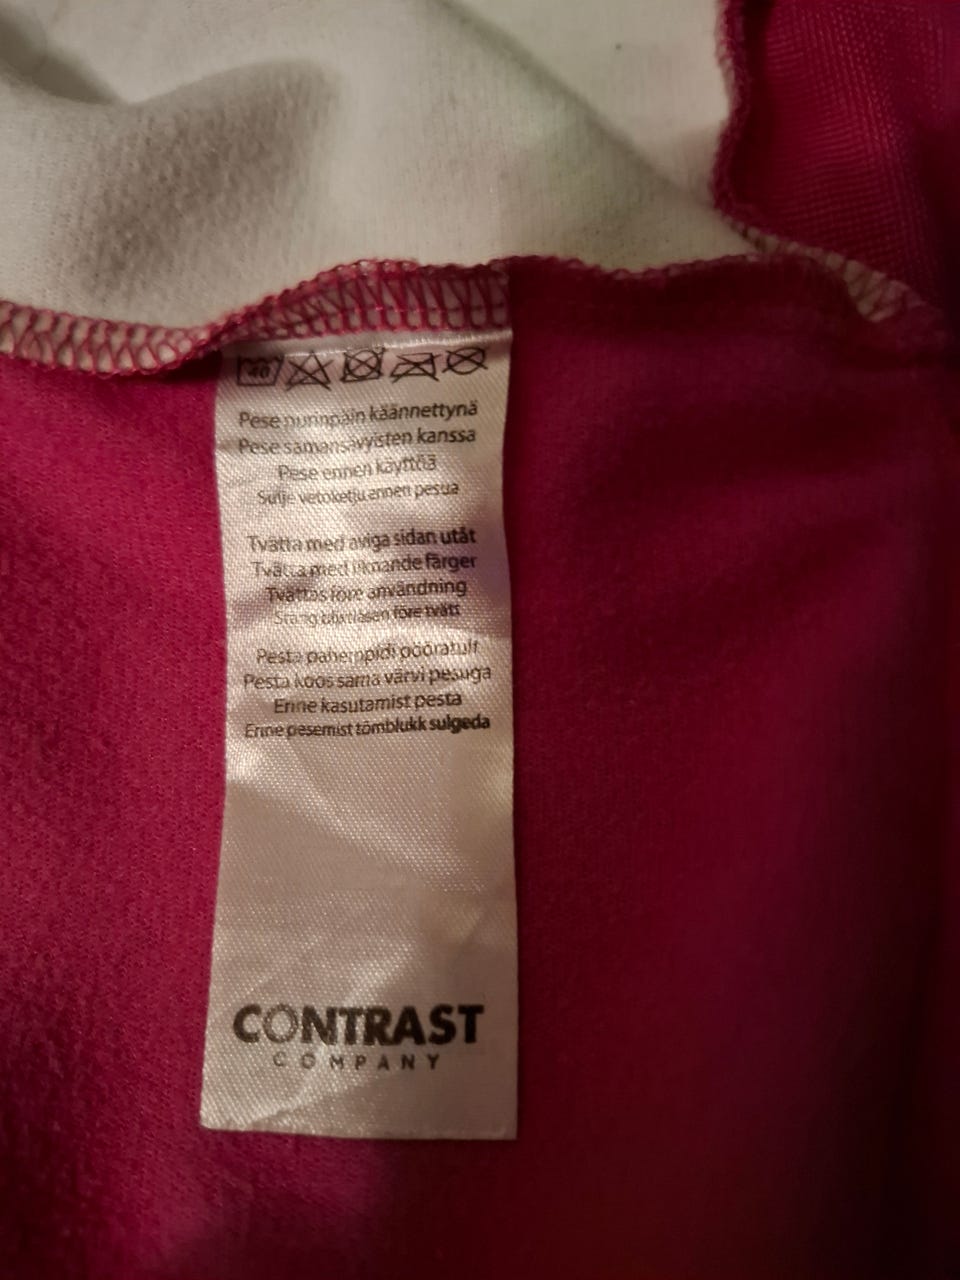 40
Pese nurinpäin käännettynä
Pese samansävyisten kanssa
Pese ennen käyttöä
Sulje vetoketju ennen pesua
Tvätta med aviga sidan utåt
Tvätta med liknande färger
Tvättas före användning
Stäng blixtlåsen före tvätt
Pesta pahempidi pööratult
Pesta koos sama värvi pesuga
Enne kasutamist pesta
Enne pesemist tõmblukk sulgeda
CONTRAST
COMPANY